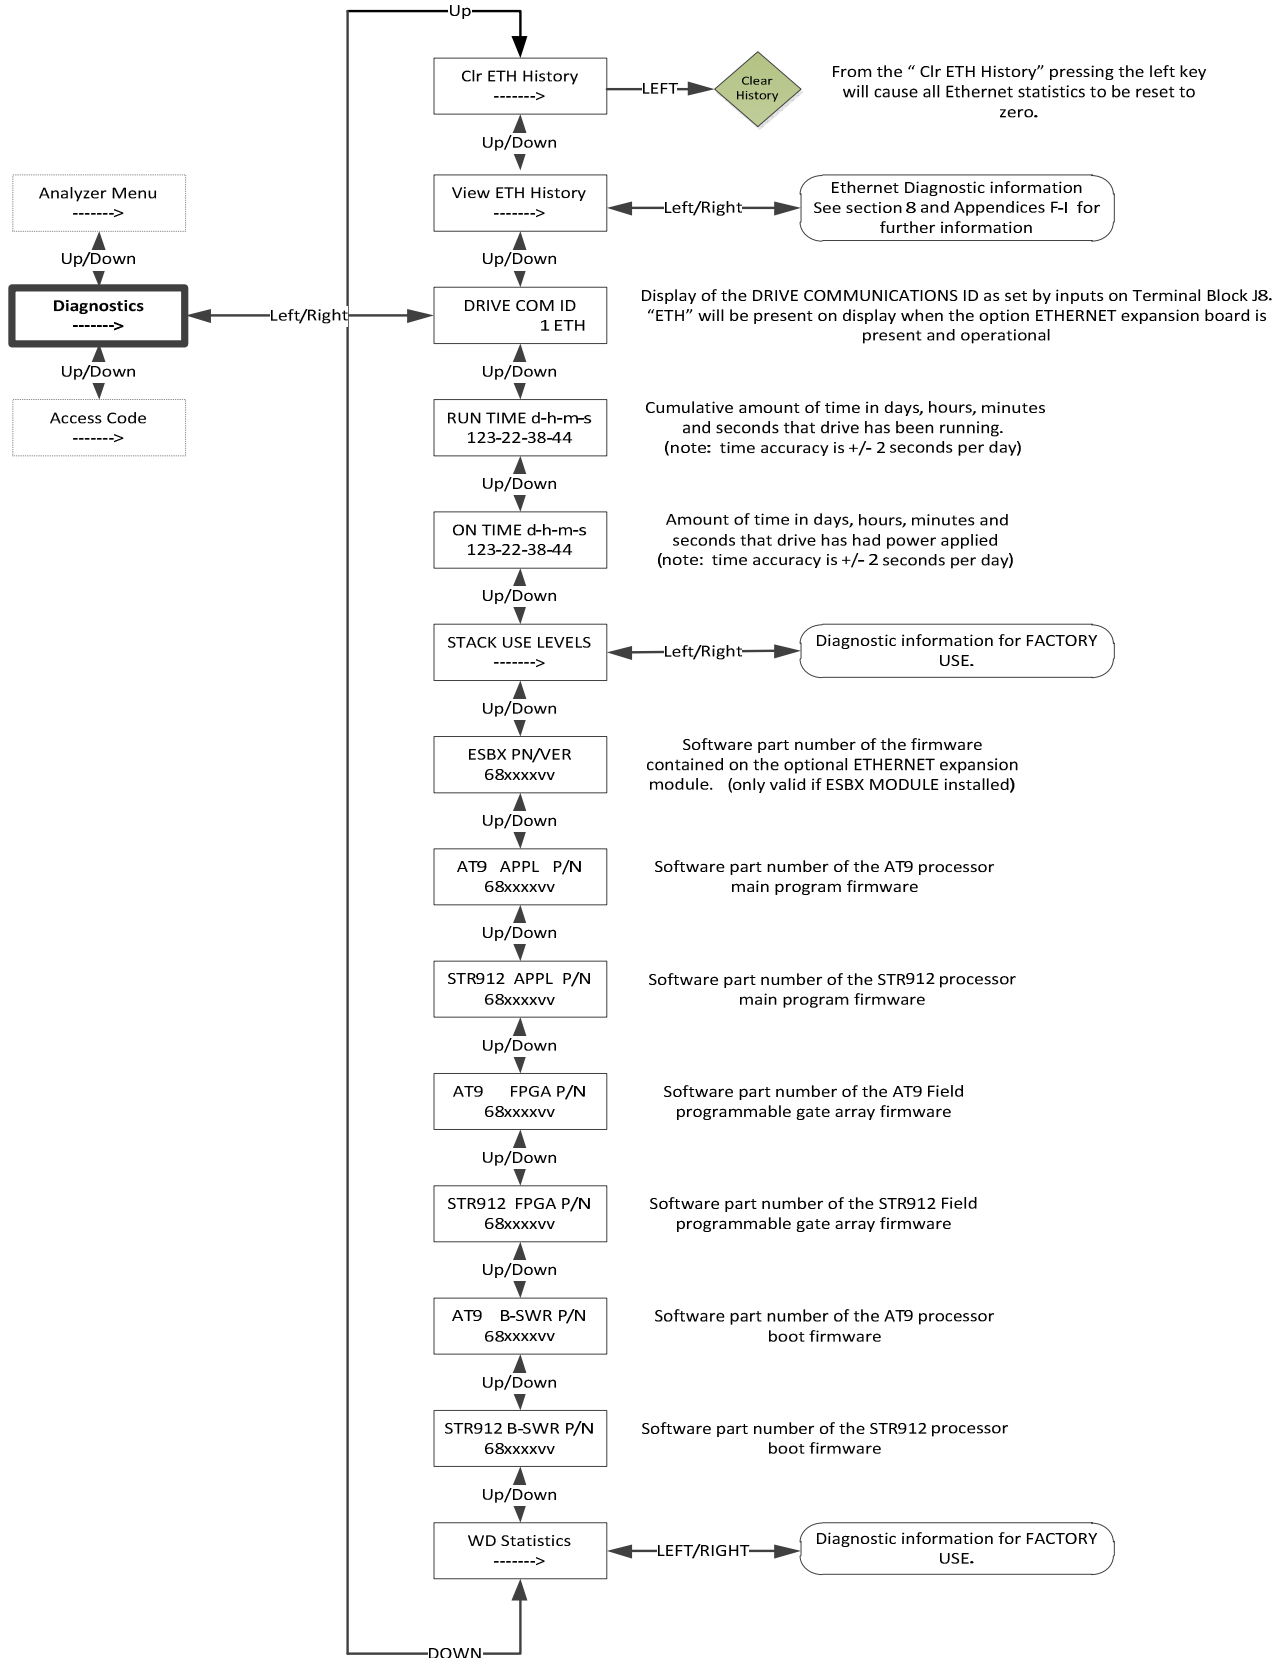 Up
Clr ETH History
------->
LEFT
Clear
History
From the “ Clr ETH History” pressing the left key
will cause all Ethernet statistics to be reset to
zero.
Up/Down
Analyzer Menu
------->
View ETH History
------->
Left/Right
Ethernet Diagnostic information
See section 8 and Appendices F-I for
further information
Up/Down
Up/Down
Diagnostics
------->
Left/Right
DRIVE COM ID
1 ETH
Display of the DRIVE COMMUNICATIONS ID as set by inputs on Terminal Block J8.
“ETH” will be present on display when the option ETHERNET expansion board is
present and operational
Up/Down
Up/Down
Access Code
------->
RUN TIME d-h-m-s
123-22-38-44
Cumulative amount of time in days, hours, minutes
and seconds that drive has been running.
(note: time accuracy is +/- 2 seconds per day)
Up/Down
ON TIME d-h-m-s
123-22-38-44
Amount of time in days, hours, minutes and
seconds that drive has had power applied
(note: time accuracy is +/- 2 seconds per day)
Up/Down
STACK USE LEVELS
------->
Left/Right
Diagnostic information for FACTORY
USE.
Up/Down
ESBX PN/VER
68xxxxvv
Software part number of the firmware
contained on the optional ETHERNET expansion
module. (only valid if ESBX MODULE installed)
Up/Down
AT9 APPL P/N
68xxxxvv
Software part number of the AT9 processor
main program firmware
Up/Down
STR912 APPL P/N
68xxxxvv
Software part number of the STR912 processor
main program firmware
Up/Down
AT9 FPGA P/N
68xxxxvv
Software part number of the AT9 Field
programmable gate array firmware
Up/Down
STR912 FPGA P/N
68xxxxvv
Software part number of the STR912 Field
programmable gate array firmware
Up/Down
AT9 B-SWR P/N
68xxxxvv
Software part number of the AT9 processor
boot firmware
Up/Down
STR912 B-SWR P/N
68xxxxvv
Software part number of the STR912 processor
boot firmware
Up/Down
WD Statistics
------->
LEFT/RIGHT
Diagnostic information for FACTORY
USE.
DOWN